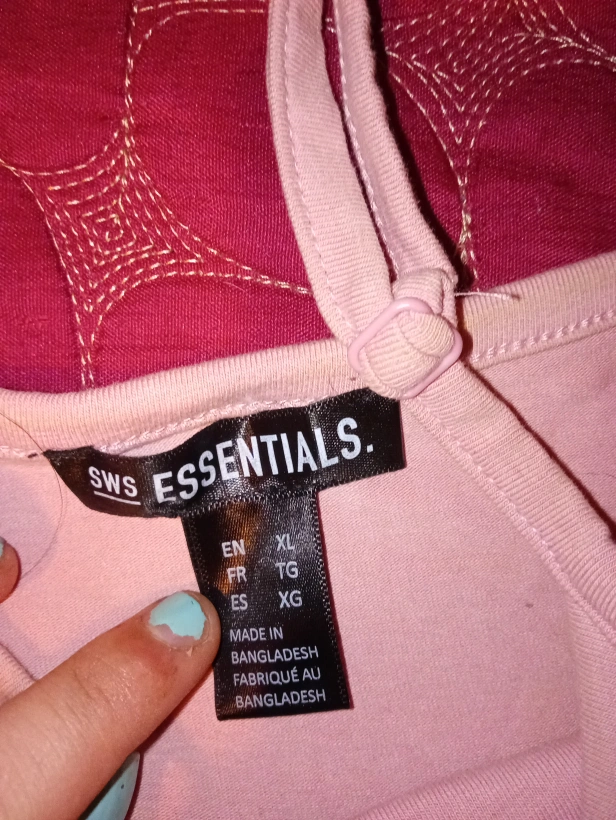 SWS ESSENTIALS.
EN XL
FR TG
ES XG
MADE IN
BANGLADESH
FABRIQUÉ AU
BANGLADESH